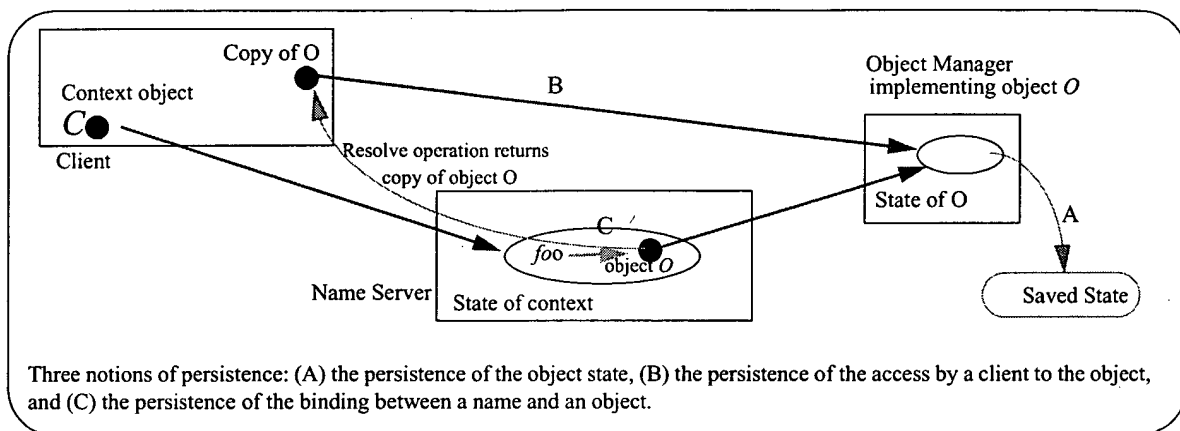 Copy of O
B
Object Manager
implementing object O
Context object
C
Client
Resolve operation returns
copy of object O
State of O
A
C
foo
object O
Name Server
State of context
Saved State
Three notions of persistence: (A) the persistence of the object state, (B) the persistence of the access by a client to the object,
and (C) the persistence of the binding between a name and an object.